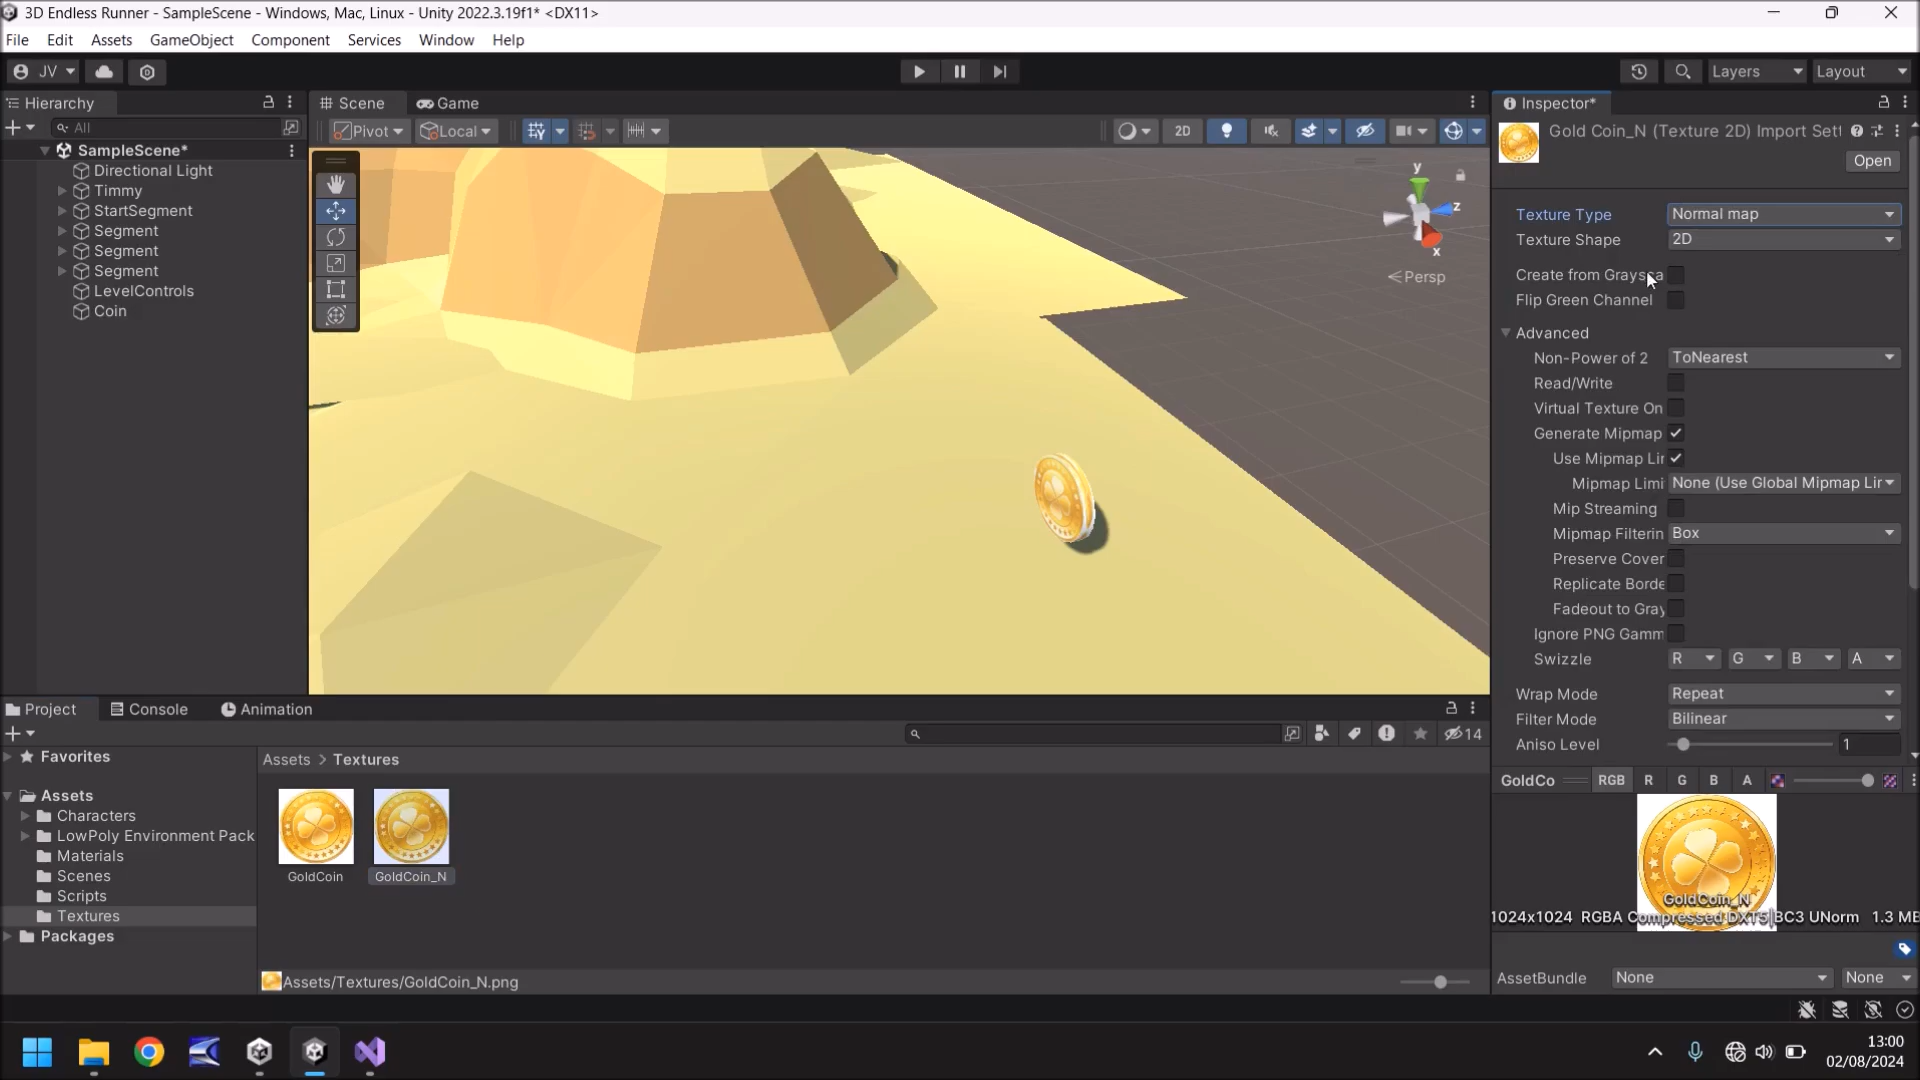 3D Endless Runner - SampleScene - Windows, Mac, Linux - Unity 2022.3.19f1* <DX11>
File Edit Assets GameObject Component Services Window Help
JV Layers Layout
Hierarchy
All
SampleScene*
Directional Light
Timmy
StartSegment
Segment
Segment
Segment
LevelControls
Coin
Scene Game
Pivot Local 2D
y
z
x
Persp
Inspector*
Gold Coin_N (Texture 2D) Import Sett
Open
Texture Type Normal map
Texture Shape 2D
Create from Graysca
Flip Green Channel
Advanced
Non-Power of 2 ToNearest
Read/Write
Virtual Texture On
Generate Mipmap
Use Mipmap Lir
Mipmap Limi None (Use Global Mipmap Lir
Mip Streaming
Mipmap Filterin Box
Preserve Cover
Replicate Borde
Fadeout to Gray
Ignore PNG Gamm
Swizzle R G B A
Wrap Mode Repeat
Filter Mode Bilinear
Aniso Level 1
GoldCo RGB R G B A
GoldCoin_N
1024x1024 RGBA Compressed DXT5|BC3 UNorm 1.3 MB
AssetBundle None None
Project Console Animation
14
Favorites
Assets
Characters
LowPoly Environment Pack
Materials
Scenes
Scripts
Textures
Packages
Assets > Textures
GoldCoin GoldCoin_N
Assets/Textures/GoldCoin_N.png
13:00
02/08/2024